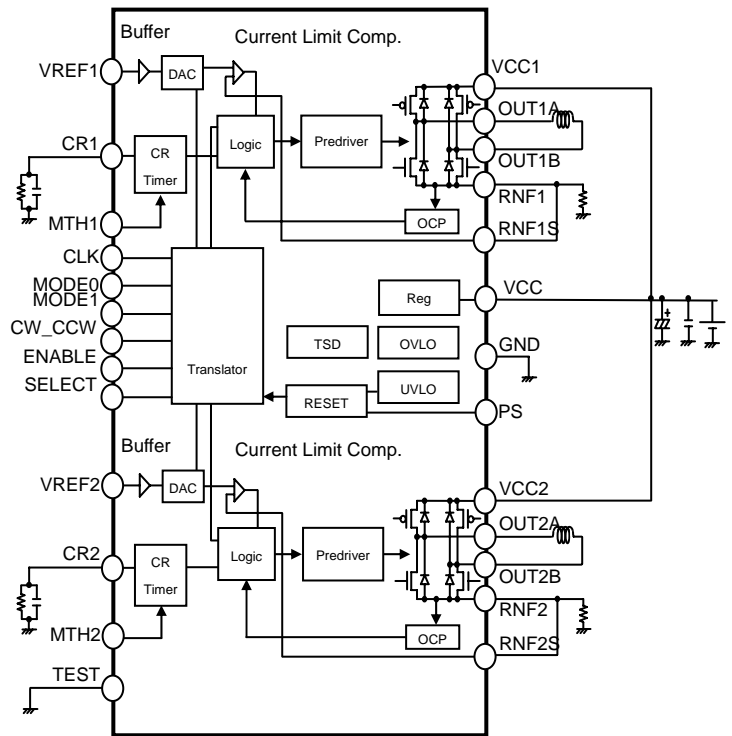 Buffer
Current Limit Comp.
VREF1
DAC
VCC1
OUT1A
CR1
CR
Timer
Logic
Predriver
OUT1B
RNF1
MTH1
OCP
RNF1S
CLK
MODE0
MODE1
CW_CCW
ENABLE
SELECT
Translator
Reg
VCC
TSD
OVLO
GND
UVLO
RESET
PS
Buffer
Current Limit Comp.
VREF2
DAC
VCC2
OUT2A
CR2
CR
Timer
Logic
Predriver
OUT2B
RNF2
MTH2
OCP
RNF2S
TEST
+